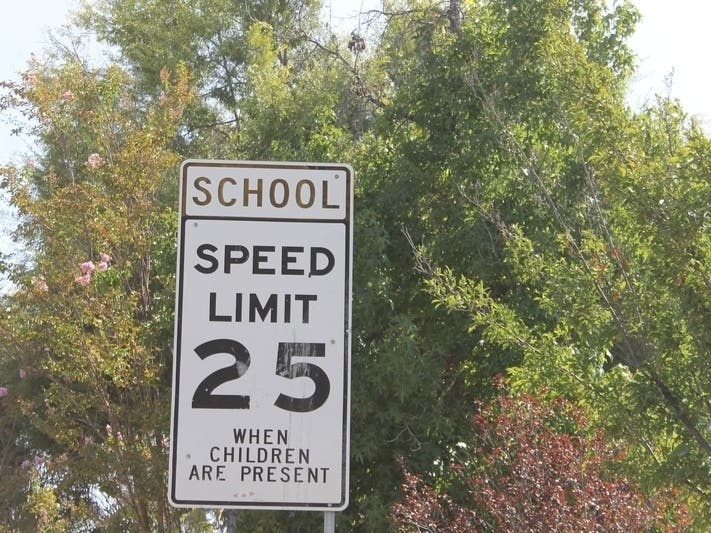 SCHOOL
SPEED
LIMIT
25
WHEN
CHILDREN
ARE PRESENT